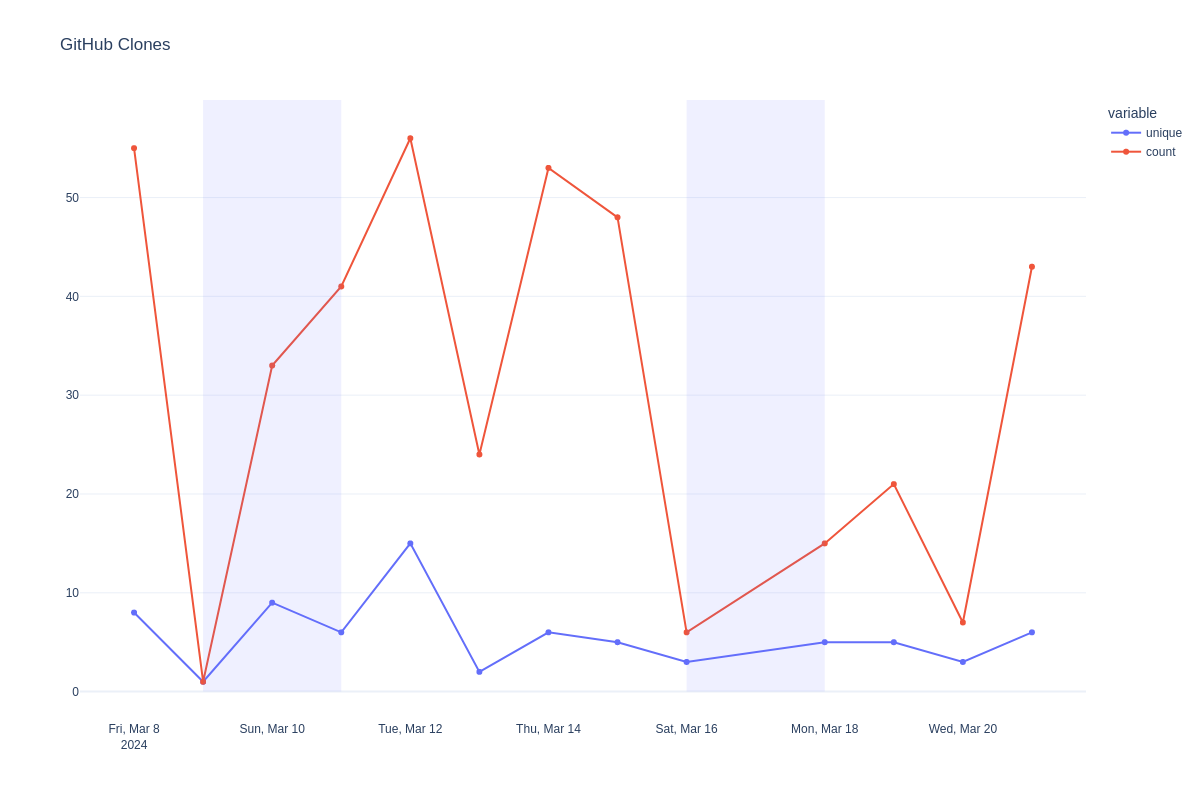 GitHub Clones
variable
unique
count
50
40
30
20
10
0
Fri, Mar 8
2024
Sun, Mar 10
Tue, Mar 12
Thu, Mar 14
Sat, Mar 16
Mon, Mar 18
Wed, Mar 20